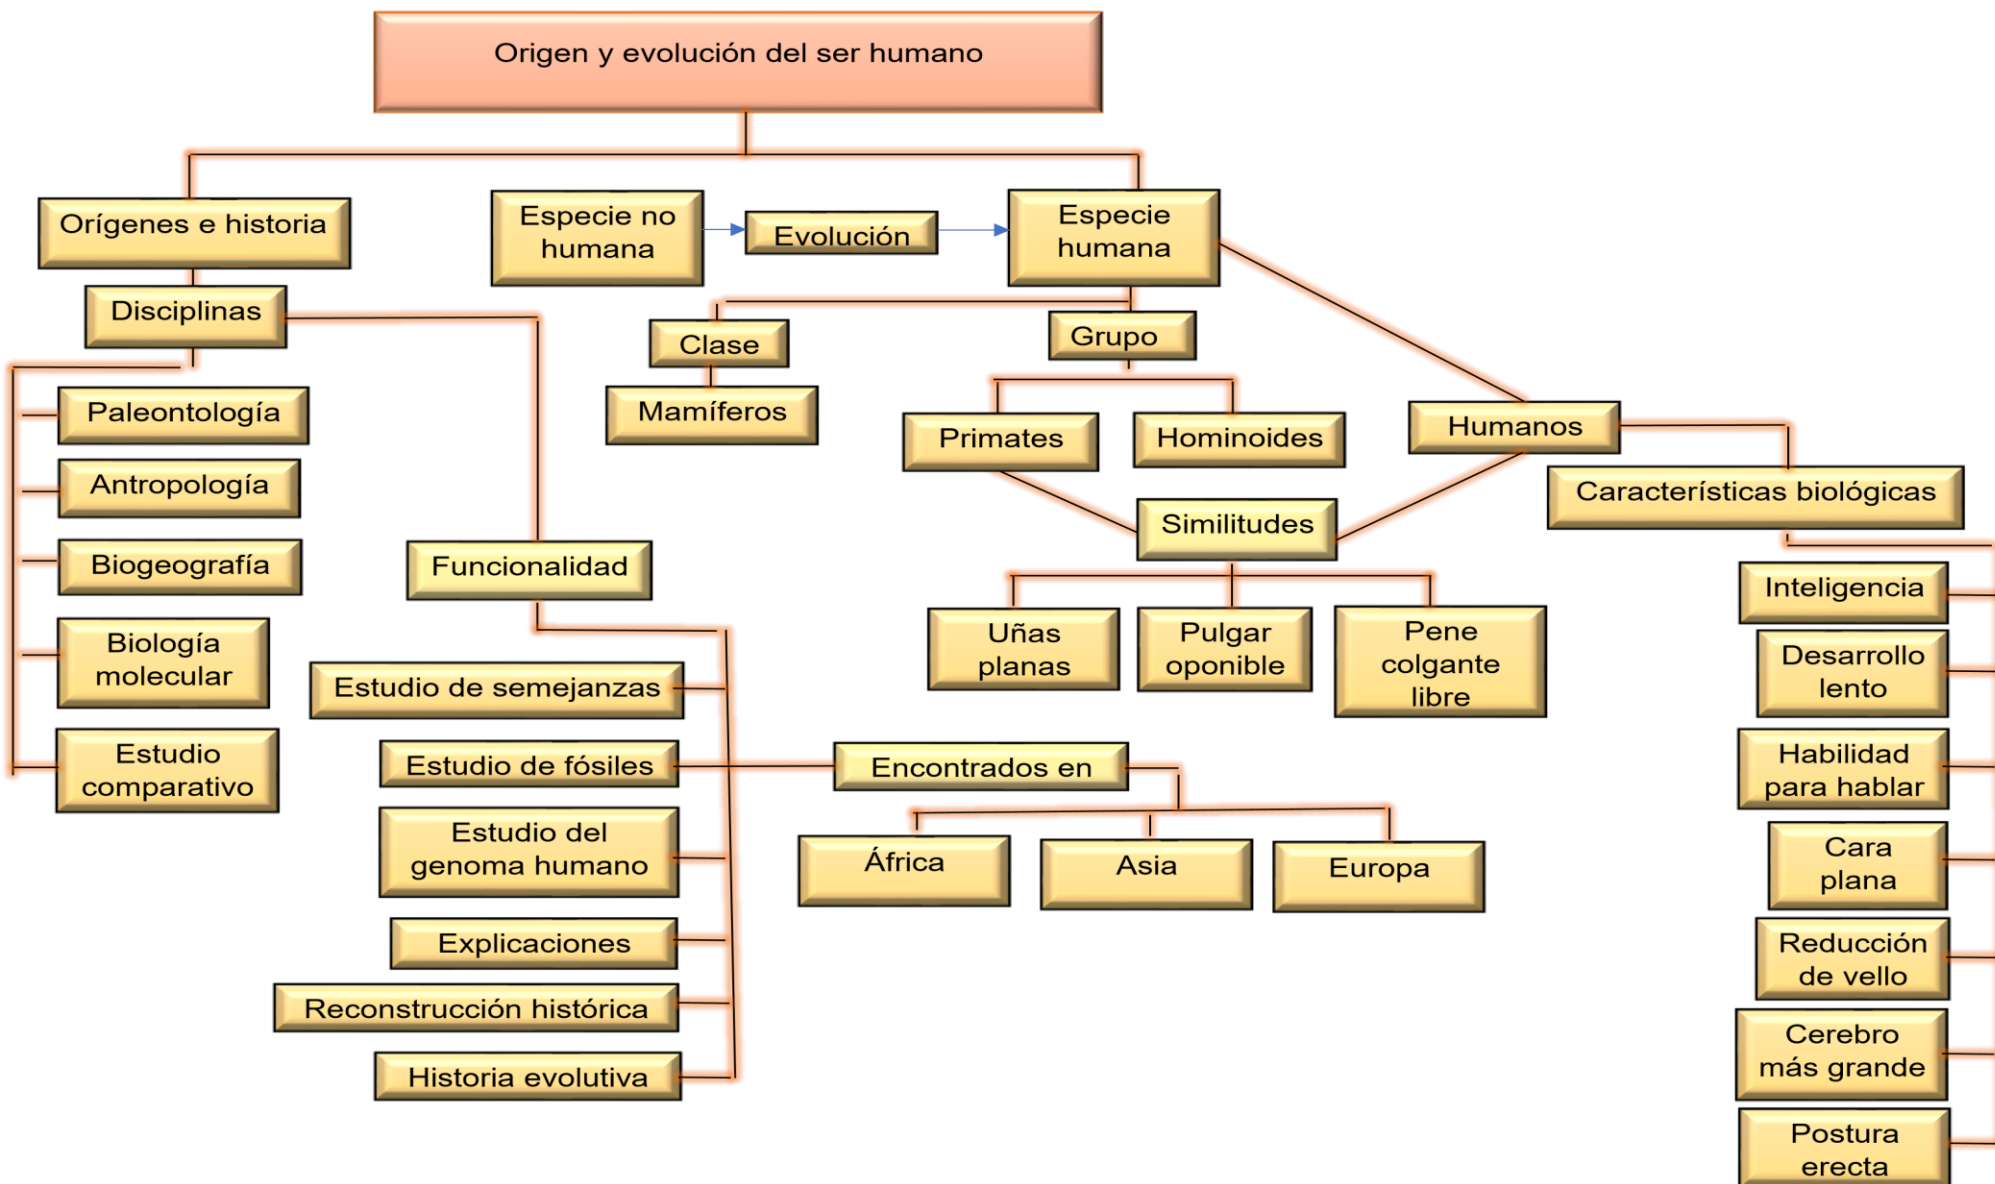 Origen y evolución del ser humano
Orígenes e historia
Especie no
humana
Evolución
Especie
humana
Disciplinas
Paleontología
Antropología
Biogeografía
Biología
molecular
Estudio
comparativo
Funcionalidad
Estudio de semejanzas
Estudio de fósiles
Estudio del
genoma humano
Explicaciones
Reconstrucción histórica
Historia evolutiva
Encontrados en
África
Asia
Europa
Clase
Mamíferos
Grupo
Primates
Hominoides
Humanos
Similitudes
Uñas
planas
Pulgar
oponible
Pene
colgante
libre
Características biológicas
Inteligencia
Desarrollo
lento
Habilidad
para hablar
Cara
plana
Reducción
de vello
Cerebro
más grande
Postura
erecta